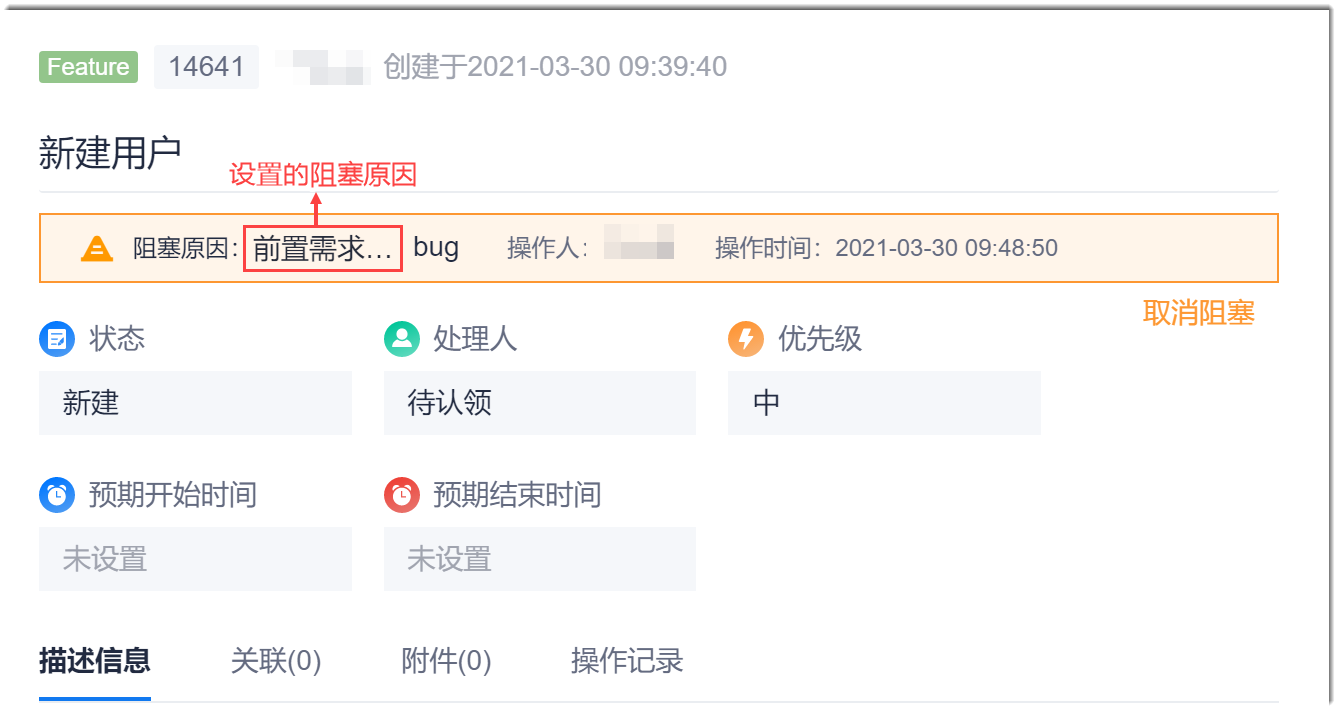 Feature 14641 创建于2021-03-30 09:39:40
新建用户
设置的阻塞原因
阻塞原因: 前置需求... bug 操作人: 操作时间: 2021-03-30 09:48:50
取消阻塞
状态 处理人 优先级
新建 待认领 中
预期开始时间 预期结束时间
未设置 未设置
描述信息 关联(0) 附件(0) 操作记录